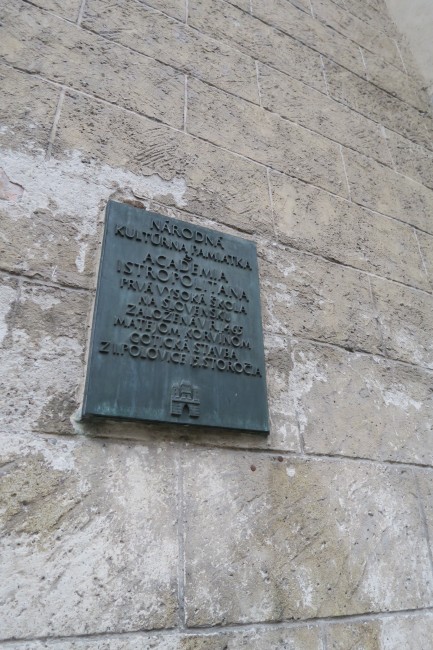 NÁRODNÁ
KULTÚRNA PAMIATKA
ACADEMIA
ISTROPOLITANA
PRVÁ VYSOKÁ ŠKOLA
NA SLOVENSKU
ZALOŽENÁ V R. 1465
MATEJOM KORVÍNOM
GOTICKÁ STAVBA
Z II. POLOVICE 15. STOROČIA